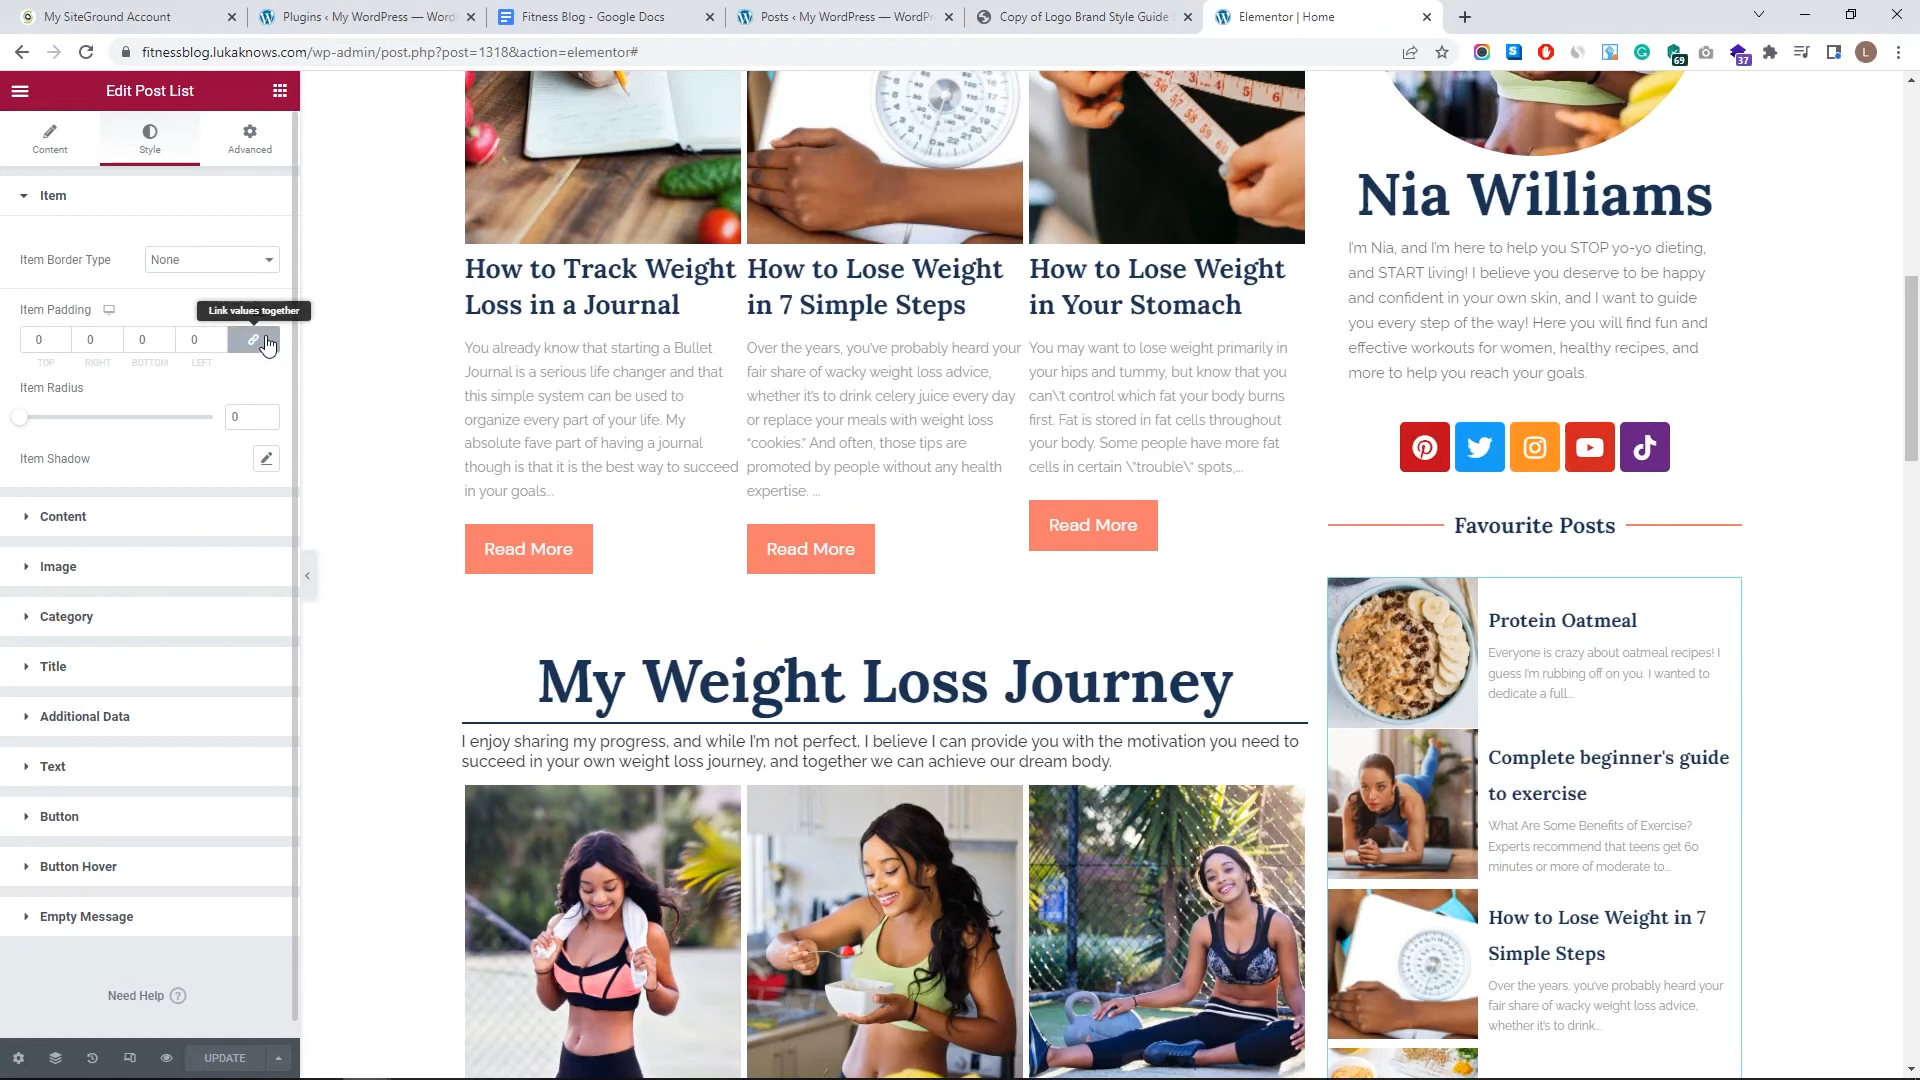 My SiteGround Account
Plugins ‹ My WordPress — Word
Fitness Blog - Google Docs
Posts ‹ My WordPress — WordPr
Copy of Logo Brand Style Guide
Elementor | Home
fitnessblog.lukaknows.com/wp-admin/post.php?post=1318&action=elementor#
69
37
L
Edit Post List
Content
Style
Advanced
Item
Item Border Type
None
Item Padding
Link values together
0 0 0 0
TOP RIGHT BOTTOM LEFT
Item Radius
0
Item Shadow
Content
Image
Category
Title
Additional Data
Text
Button
Button Hover
Empty Message
Need Help ?
UPDATE
How to Track Weight
Loss in a Journal
You already know that starting a Bullet
Journal is a serious life changer and that
this simple system can be used to
organize every part of your life. My
absolute fave part of having a journal
though is that it is the best way to succeed
in your goals...
Read More
How to Lose Weight
in 7 Simple Steps
Over the years, you've probably heard your
fair share of wacky weight loss advice,
whether it's to drink celery juice every day
or replace your meals with weight loss
“cookies.” And often, those tips are
promoted by people without any health
expertise. ...
Read More
How to Lose Weight
in Your Stomach
You may want to lose weight primarily in
your hips and tummy, but know that you
can\'t control which fat your body burns
first. Fat is stored in fat cells throughout
your body. Some people have more fat
cells in certain \"trouble\" spots,...
Read More
My Weight Loss Journey
I enjoy sharing my progress, and while I'm not perfect, I believe I can provide you with the motivation you need to
succeed in your own weight loss journey, and together we can achieve our dream body.
Nia Williams
I'm Nia, and I'm here to help you STOP yo-yo dieting,
and START living! I believe you deserve to be happy
and confident in your own skin, and I want to guide
you every step of the way! Here you will find fun and
effective workouts for women, healthy recipes, and
more to help you reach your goals.
Favourite Posts
Protein Oatmeal
Everyone is crazy about oatmeal recipes! I
guess I'm rubbing off on you. I wanted to
dedicate a full...
Complete beginner's guide
to exercise
What Are Some Benefits of Exercise?
Experts recommend that teens get 60
minutes or more of moderate to...
How to Lose Weight in 7
Simple Steps
Over the years, you've probably heard your
fair share of wacky weight loss advice,
whether it's to drink...